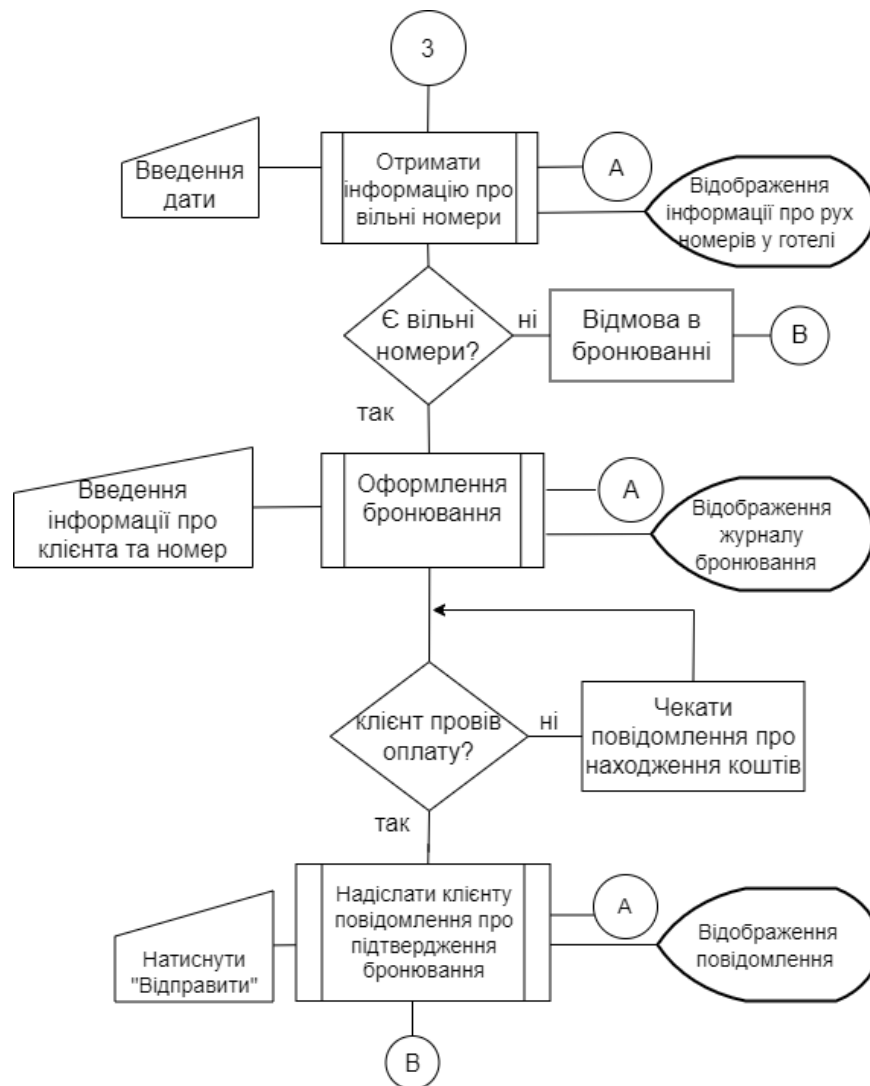 3
Введення
дати
Отримати
інформацію про
вільні номери
А
Відображення
інформації про рух
номерів у готелі
Є вільні
номери?
ні
Відмова в
бронюванні
В
так
Введення
інформації про
клієнта та номер
Оформлення
бронювання
А
Відображення
журналу
бронювання
клієнт провів
оплату?
ні
Чекати
повідомлення про
находження коштів
так
Натиснути
"Відправити"
Надіслати клієнту
повідомлення про
підтвердження
бронювання
А
Відображення
повідомлення
В